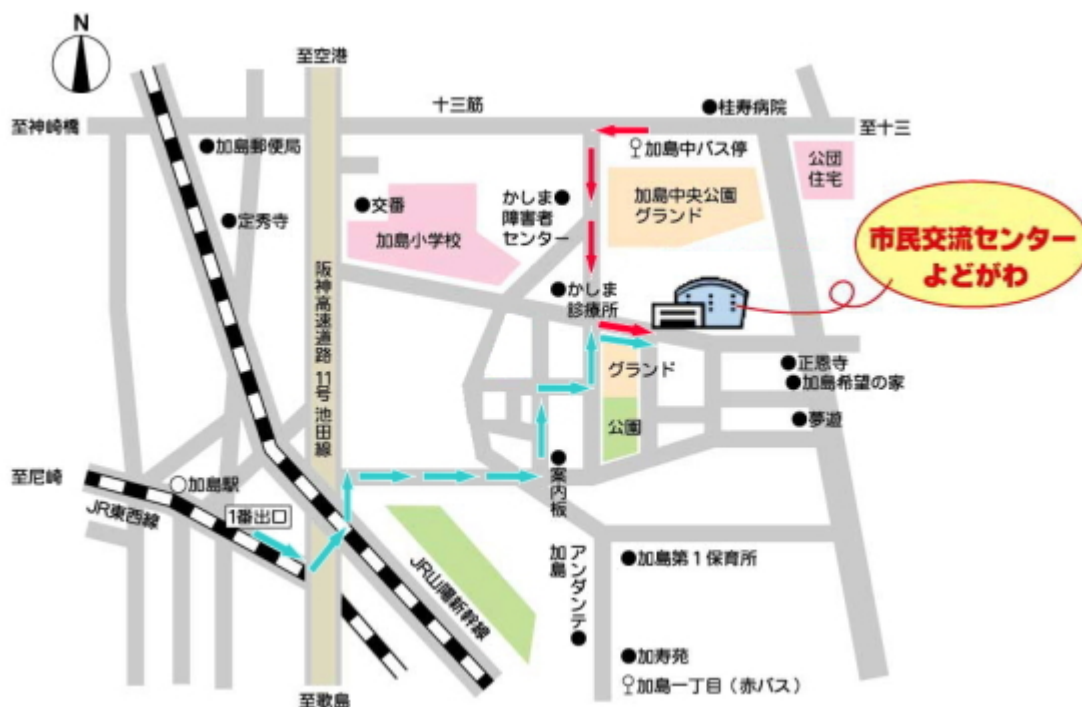 N
至空港
十三筋
桂寿病院
至神崎橋
至十三
加島郵便局
加島中バス停
公団
住宅
交番
かしま
障害者
センター
加島中央公園
グランド
定秀寺
加島小学校
市民交流センター
よどがわ
阪神高速道路 11号 池田線
かしま
診療所
グランド
正恩寺
加島希望の家
公園
夢遊
至尼崎
加島駅
案内板
1番出口
JR東西線
アンダンテ
加島
加島第1保育所
JR山陽新幹線
加寿苑
加島一丁目(赤バス)
至歌島